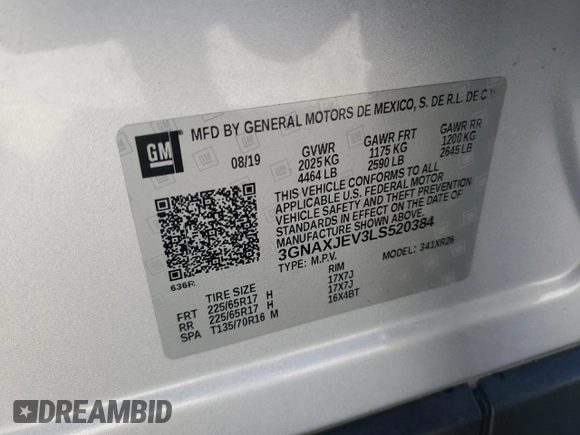 GM
MFD BY GENERAL MOTORS DE MEXICO, S. DE R.L. DE C
08/19 GVWR GAWR FRT GAWR RR
2025 KG 1175 KG 1200 KG
4464 LB 2590 LB 2645 LB
THIS VEHICLE CONFORMS TO ALL
APPLICABLE U.S. FEDERAL MOTOR
VEHICLE SAFETY AND THEFT PREVENTION
STANDARDS IN EFFECT ON THE DATE OF
MANUFACTURE SHOWN ABOVE.
3GNAXJEV3LS520384
TYPE: M.P.V. MODEL: 341XR26
636R
TIRE SIZE RIM
FRT 225/65R17 H 17X7J
RR 225/65R17 H 17X7J
SPA T135/70R16 M 16X4BT
DREAMBID